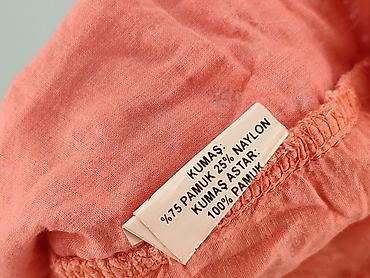 KUMAŞ:
%75 PAMUK 25% NAYLON
KUMAŞ ASTAR:
100% PAMUK